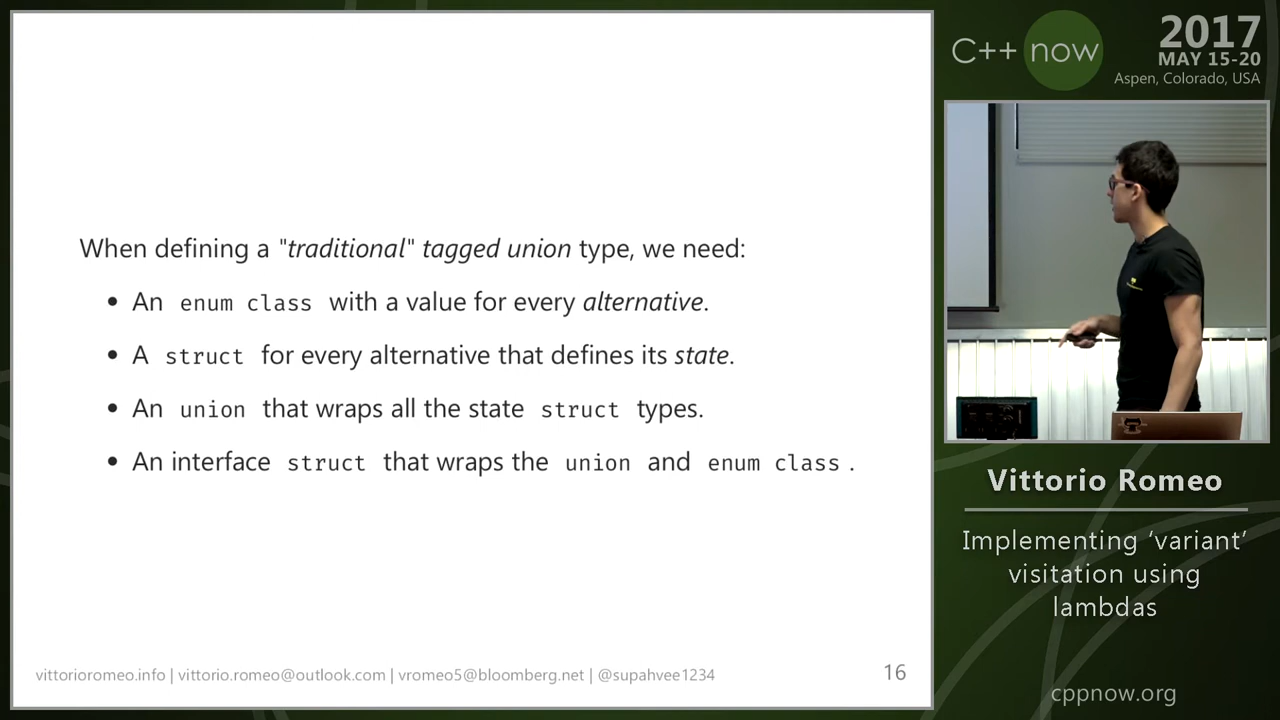 When defining a "traditional" tagged union type, we need:
• An enum class with a value for every alternative.
• A struct for every alternative that defines its state.
• An union that wraps all the state struct types.
• An interface struct that wraps the union and enum class .
vittorioromeo.info | vittorio.romeo@outlook.com | vromeo5@bloomberg.net | @supahvee1234
16
C++ now
2017
MAY 15-20
Aspen, Colorado, USA
Vittorio Romeo
Implementing ‘variant’
visitation using
lambdas
cppnow.org